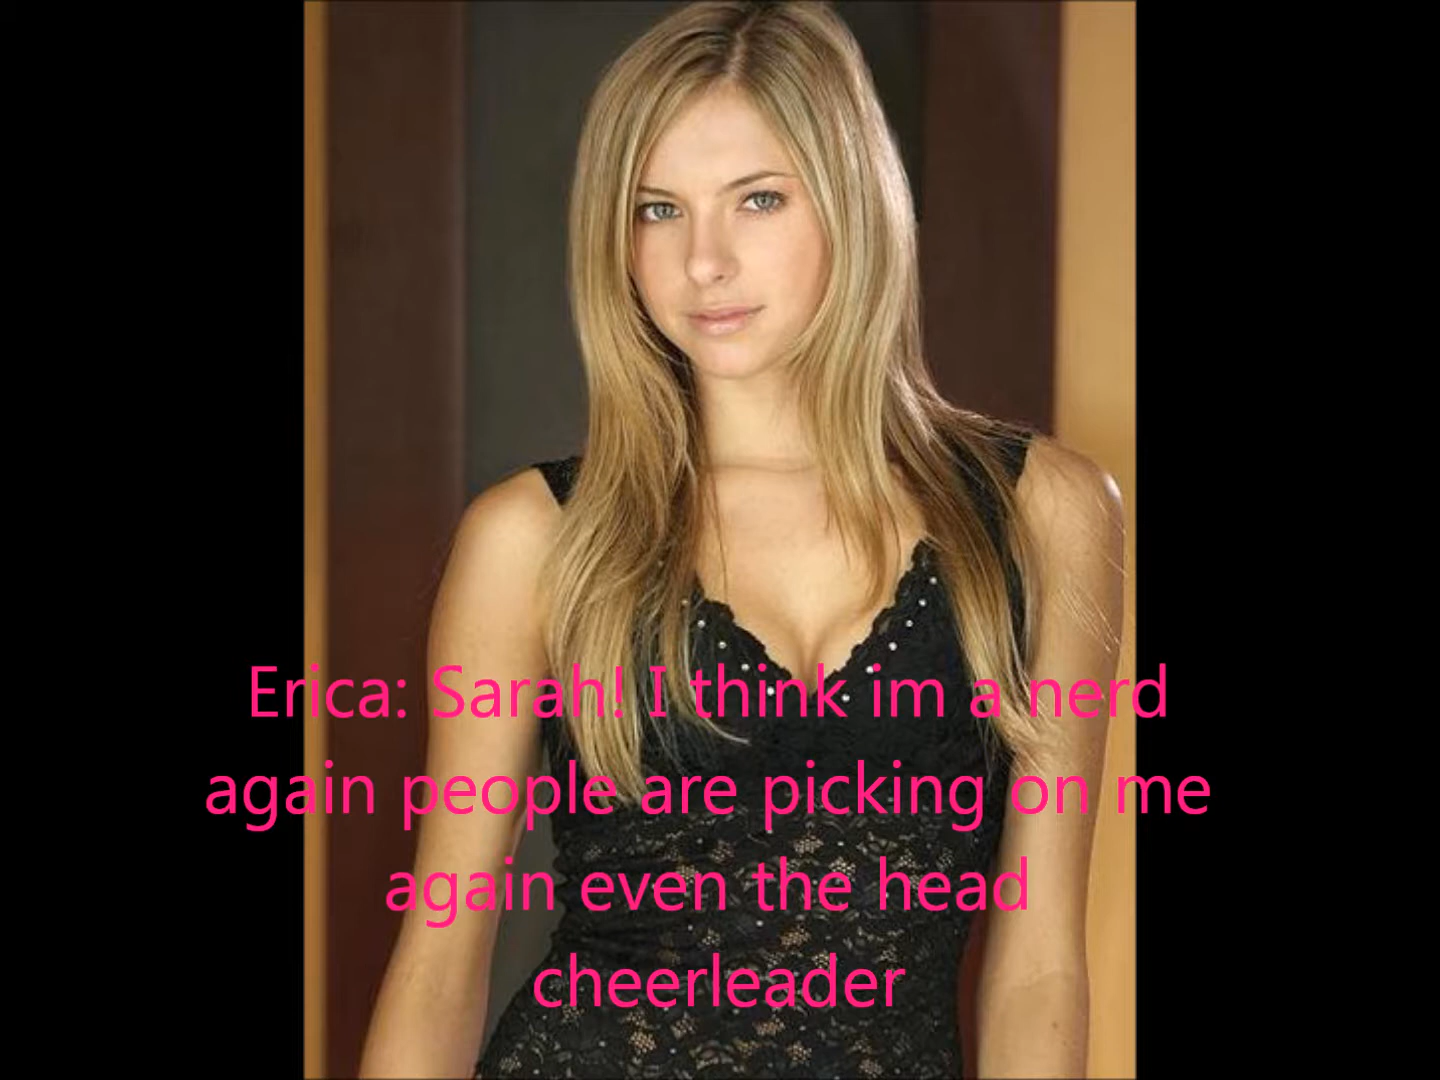 Erica: Sarah! I think im a nerd
again people are picking on me
again even the head
cheerleader